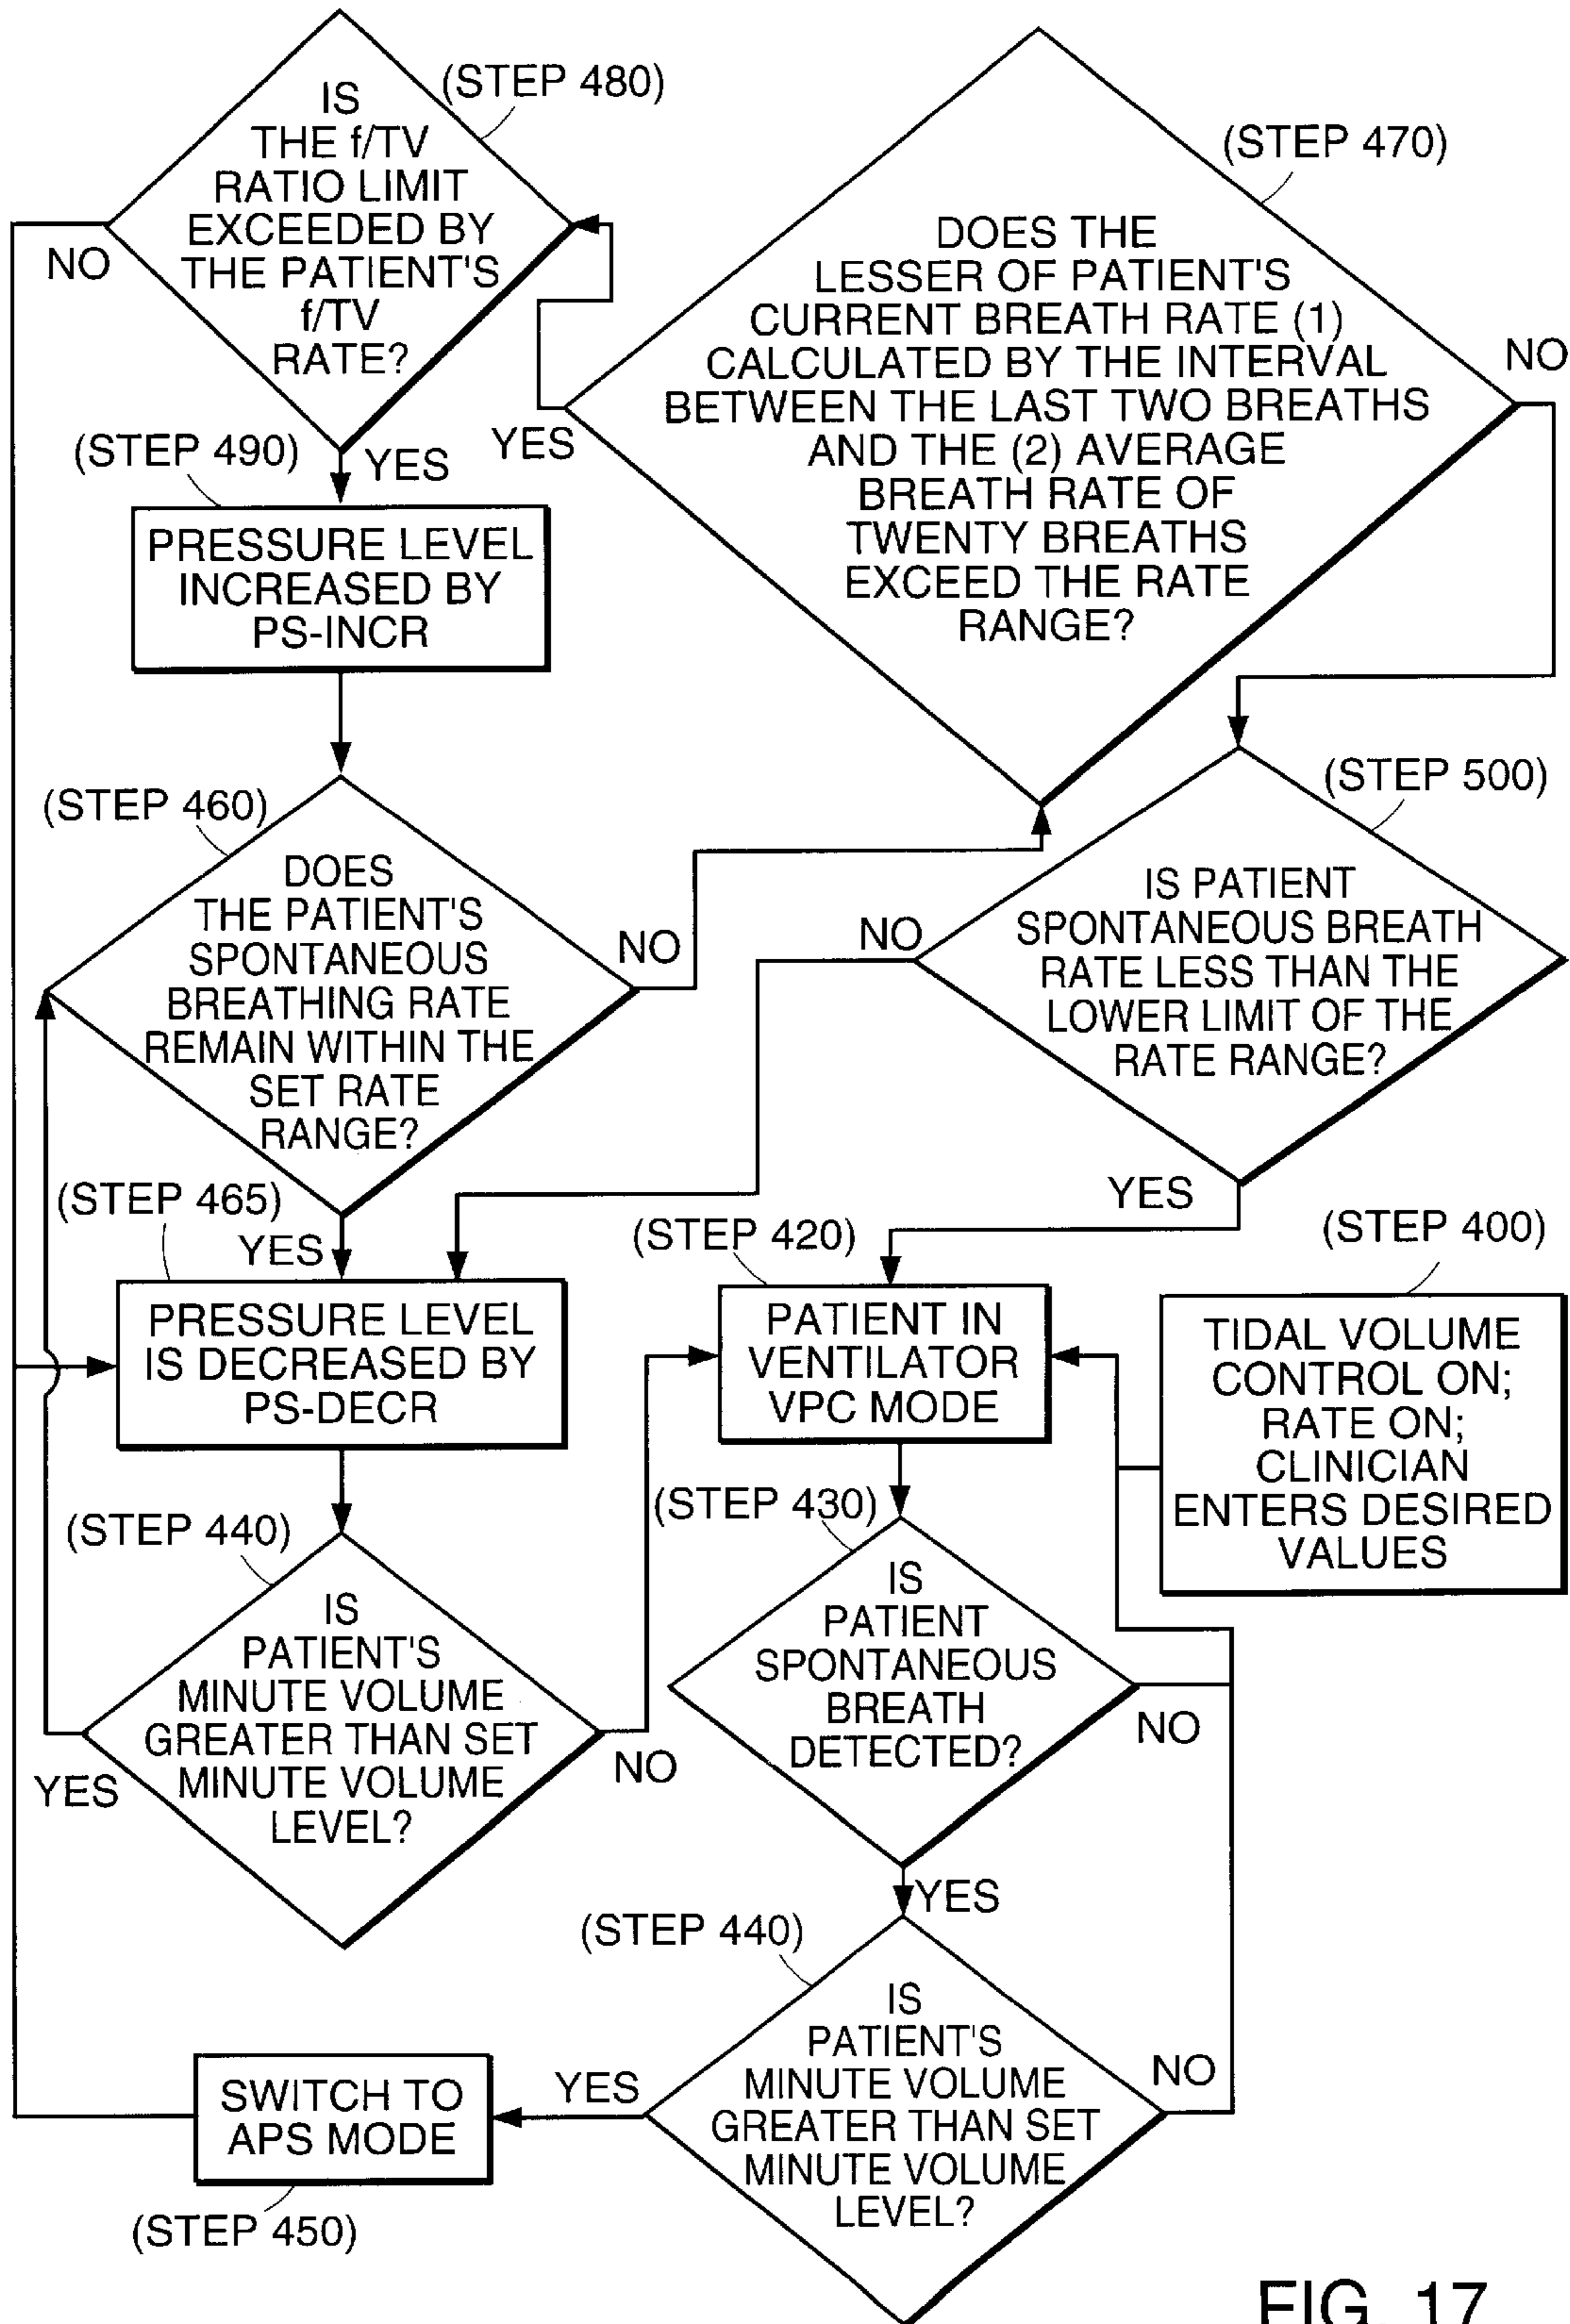 (STEP 480)
IS
THE f/TV
RATIO LIMIT
EXCEEDED BY
THE PATIENT'S
f/TV
RATE?
NO
YES
(STEP 470)
DOES THE
LESSER OF PATIENT'S
CURRENT BREATH RATE (1)
CALCULATED BY THE INTERVAL
BETWEEN THE LAST TWO BREATHS
AND THE (2) AVERAGE
BREATH RATE OF
TWENTY BREATHS
EXCEED THE RATE
RANGE?
NO
YES
(STEP 490)
PRESSURE LEVEL
INCREASED BY
PS-INCR
(STEP 460)
DOES
THE PATIENT'S
SPONTANEOUS
BREATHING RATE
REMAIN WITHIN THE
SET RATE
RANGE?
NO
YES
(STEP 500)
IS PATIENT
SPONTANEOUS BREATH
RATE LESS THAN THE
LOWER LIMIT OF THE
RATE RANGE?
NO
YES
(STEP 465)
PRESSURE LEVEL
IS DECREASED BY
PS-DECR
(STEP 420)
PATIENT IN
VENTILATOR
VPC MODE
(STEP 400)
TIDAL VOLUME
CONTROL ON;
RATE ON;
CLINICIAN
ENTERS DESIRED
VALUES
(STEP 440)
IS
PATIENT'S
MINUTE VOLUME
GREATER THAN SET
MINUTE VOLUME
LEVEL?
YES
NO
(STEP 430)
IS
PATIENT
SPONTANEOUS
BREATH
DETECTED?
NO
YES
(STEP 440)
IS
PATIENT'S
MINUTE VOLUME
GREATER THAN SET
MINUTE VOLUME
LEVEL?
NO
YES
SWITCH TO
APS MODE
(STEP 450)
FIG. 17